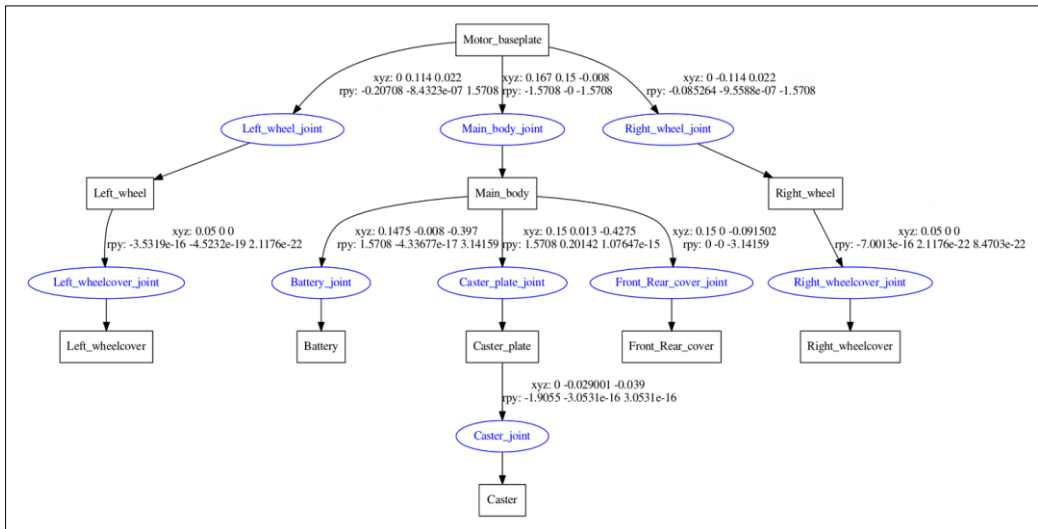 Motor_baseplate
xyz: 0 0.114 0.022
rpy: -0.20708 -8.4323e-07 1.5708
xyz: 0.167 0.15 -0.008
rpy: -1.5708 -0 -1.5708
xyz: 0 -0.114 0.022
rpy: -0.085264 -9.5588e-07 -1.5708
Left_wheel_joint
Main_body_joint
Right_wheel_joint
Left_wheel
Main_body
Right_wheel
xyz: 0.05 0 0
rpy: -3.5319e-16 -4.5232e-19 2.1176e-22
xyz: 0.1475 -0.008 -0.397
rpy: 1.5708 -4.33677e-17 3.14159
xyz: 0.15 0.013 -0.4275
rpy: 1.5708 0.20142 1.07647e-15
xyz: 0.15 0 -0.091502
rpy: 0 -0 -3.14159
xyz: 0.05 0 0
rpy: -7.0013e-16 2.1176e-22 8.4703e-22
Left_wheelcover_joint
Battery_joint
Caster_plate_joint
Front_Rear_cover_joint
Right_wheelcover_joint
Left_wheelcover
Battery
Caster_plate
Front_Rear_cover
Right_wheelcover
xyz: 0 -0.029001 -0.039
rpy: -1.9055 -3.0531e-16 3.0531e-16
Caster_joint
Caster